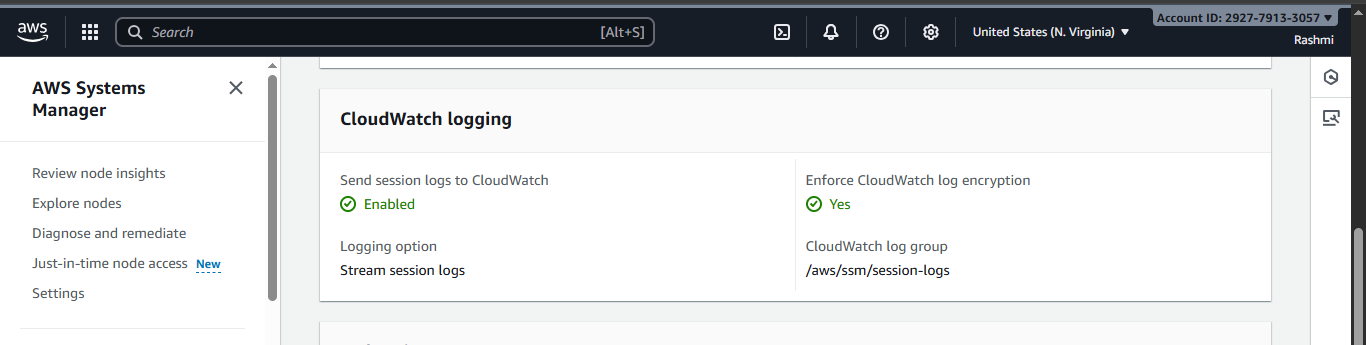 aws
Search
[Alt+S]
United States (N. Virginia)
Account ID: 2927-7913-3057
Rashmi
AWS Systems
Manager
Review node insights
Explore nodes
Diagnose and remediate
Just-in-time node access New
Settings
CloudWatch logging
Send session logs to CloudWatch
Enabled
Logging option
Stream session logs
Enforce CloudWatch log encryption
Yes
CloudWatch log group
/aws/ssm/session-logs